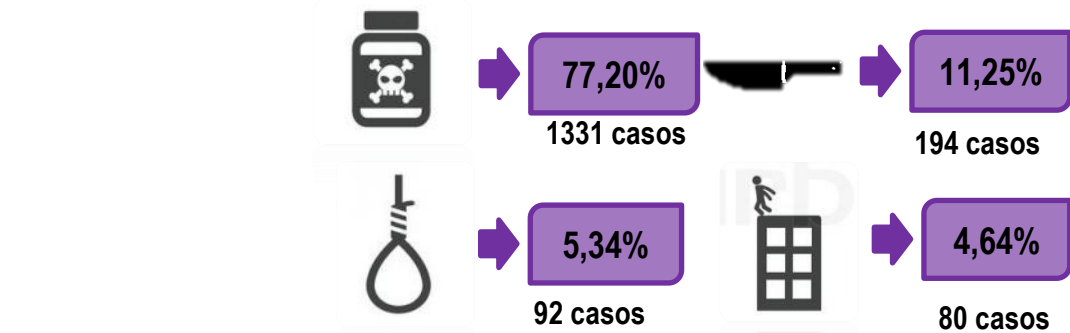 77,20%
1331 casos
11,25%
194 casos
5,34%
92 casos
4,64%
80 casos